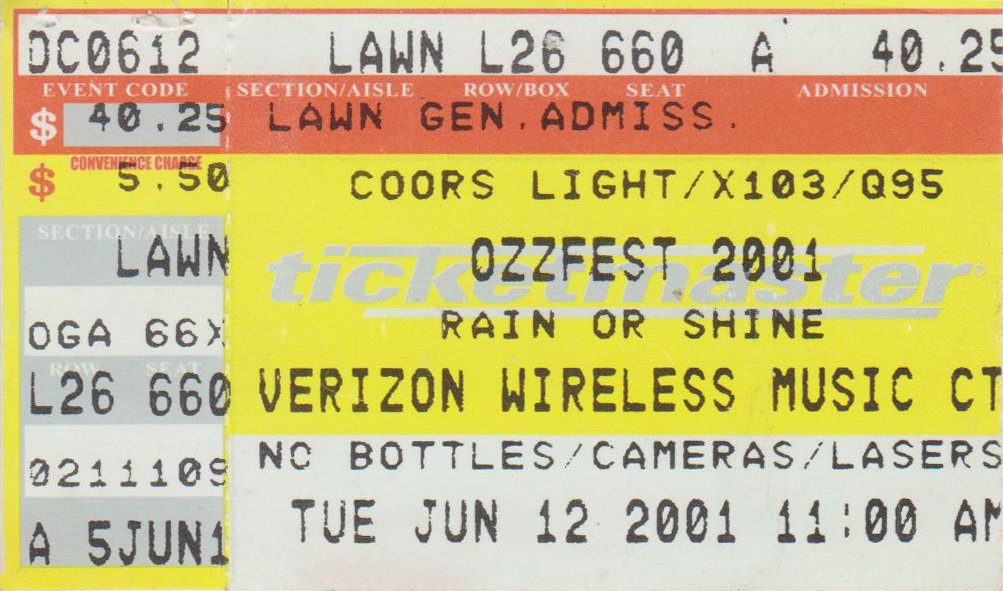 DC0612 LAWN L26 660 A 40.25
EVENT CODE SECTION/AISLE ROW/BOX SEAT ADMISSION
$ 40.25 LAWN GEN.ADMISS.
CONVENIENCE CHARGE
$ 5.50 COORS LIGHT/X103/Q95
SECTION/AISLE
LAWN OZZFEST 2001
ticketmaster®
OGA 66X RAIN OR SHINE
ROW SEAT
L26 660 VERIZON WIRELESS MUSIC CT
0211109 NO BOTTLES/CAMERAS/LASERS
A 5JUN1 TUE JUN 12 2001 11:00 AM